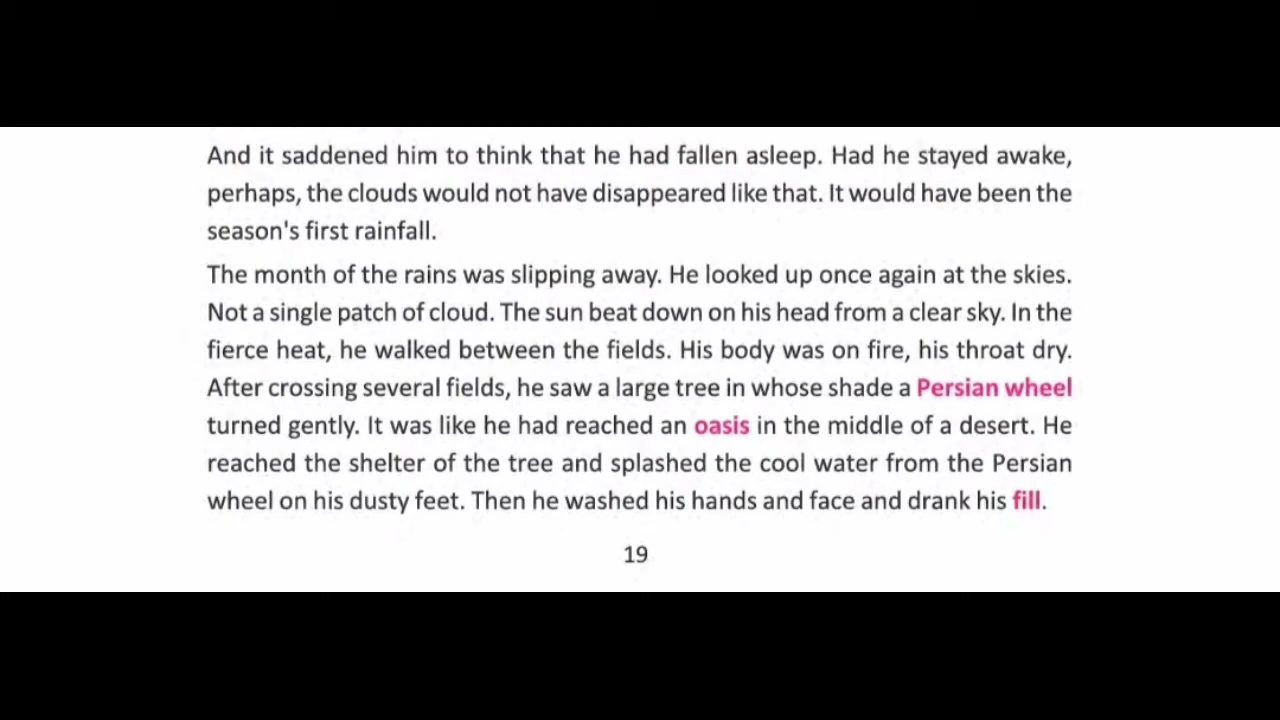 And it saddened him to think that he had fallen asleep. Had he stayed awake,
perhaps, the clouds would not have disappeared like that. It would have been the
season's first rainfall.
The month of the rains was slipping away. He looked up once again at the skies.
Not a single patch of cloud. The sun beat down on his head from a clear sky. In the
fierce heat, he walked between the fields. His body was on fire, his throat dry.
After crossing several fields, he saw a large tree in whose shade a Persian wheel
turned gently. It was like he had reached an oasis in the middle of a desert. He
reached the shelter of the tree and splashed the cool water from the Persian
wheel on his dusty feet. Then he washed his hands and face and drank his fill.
19